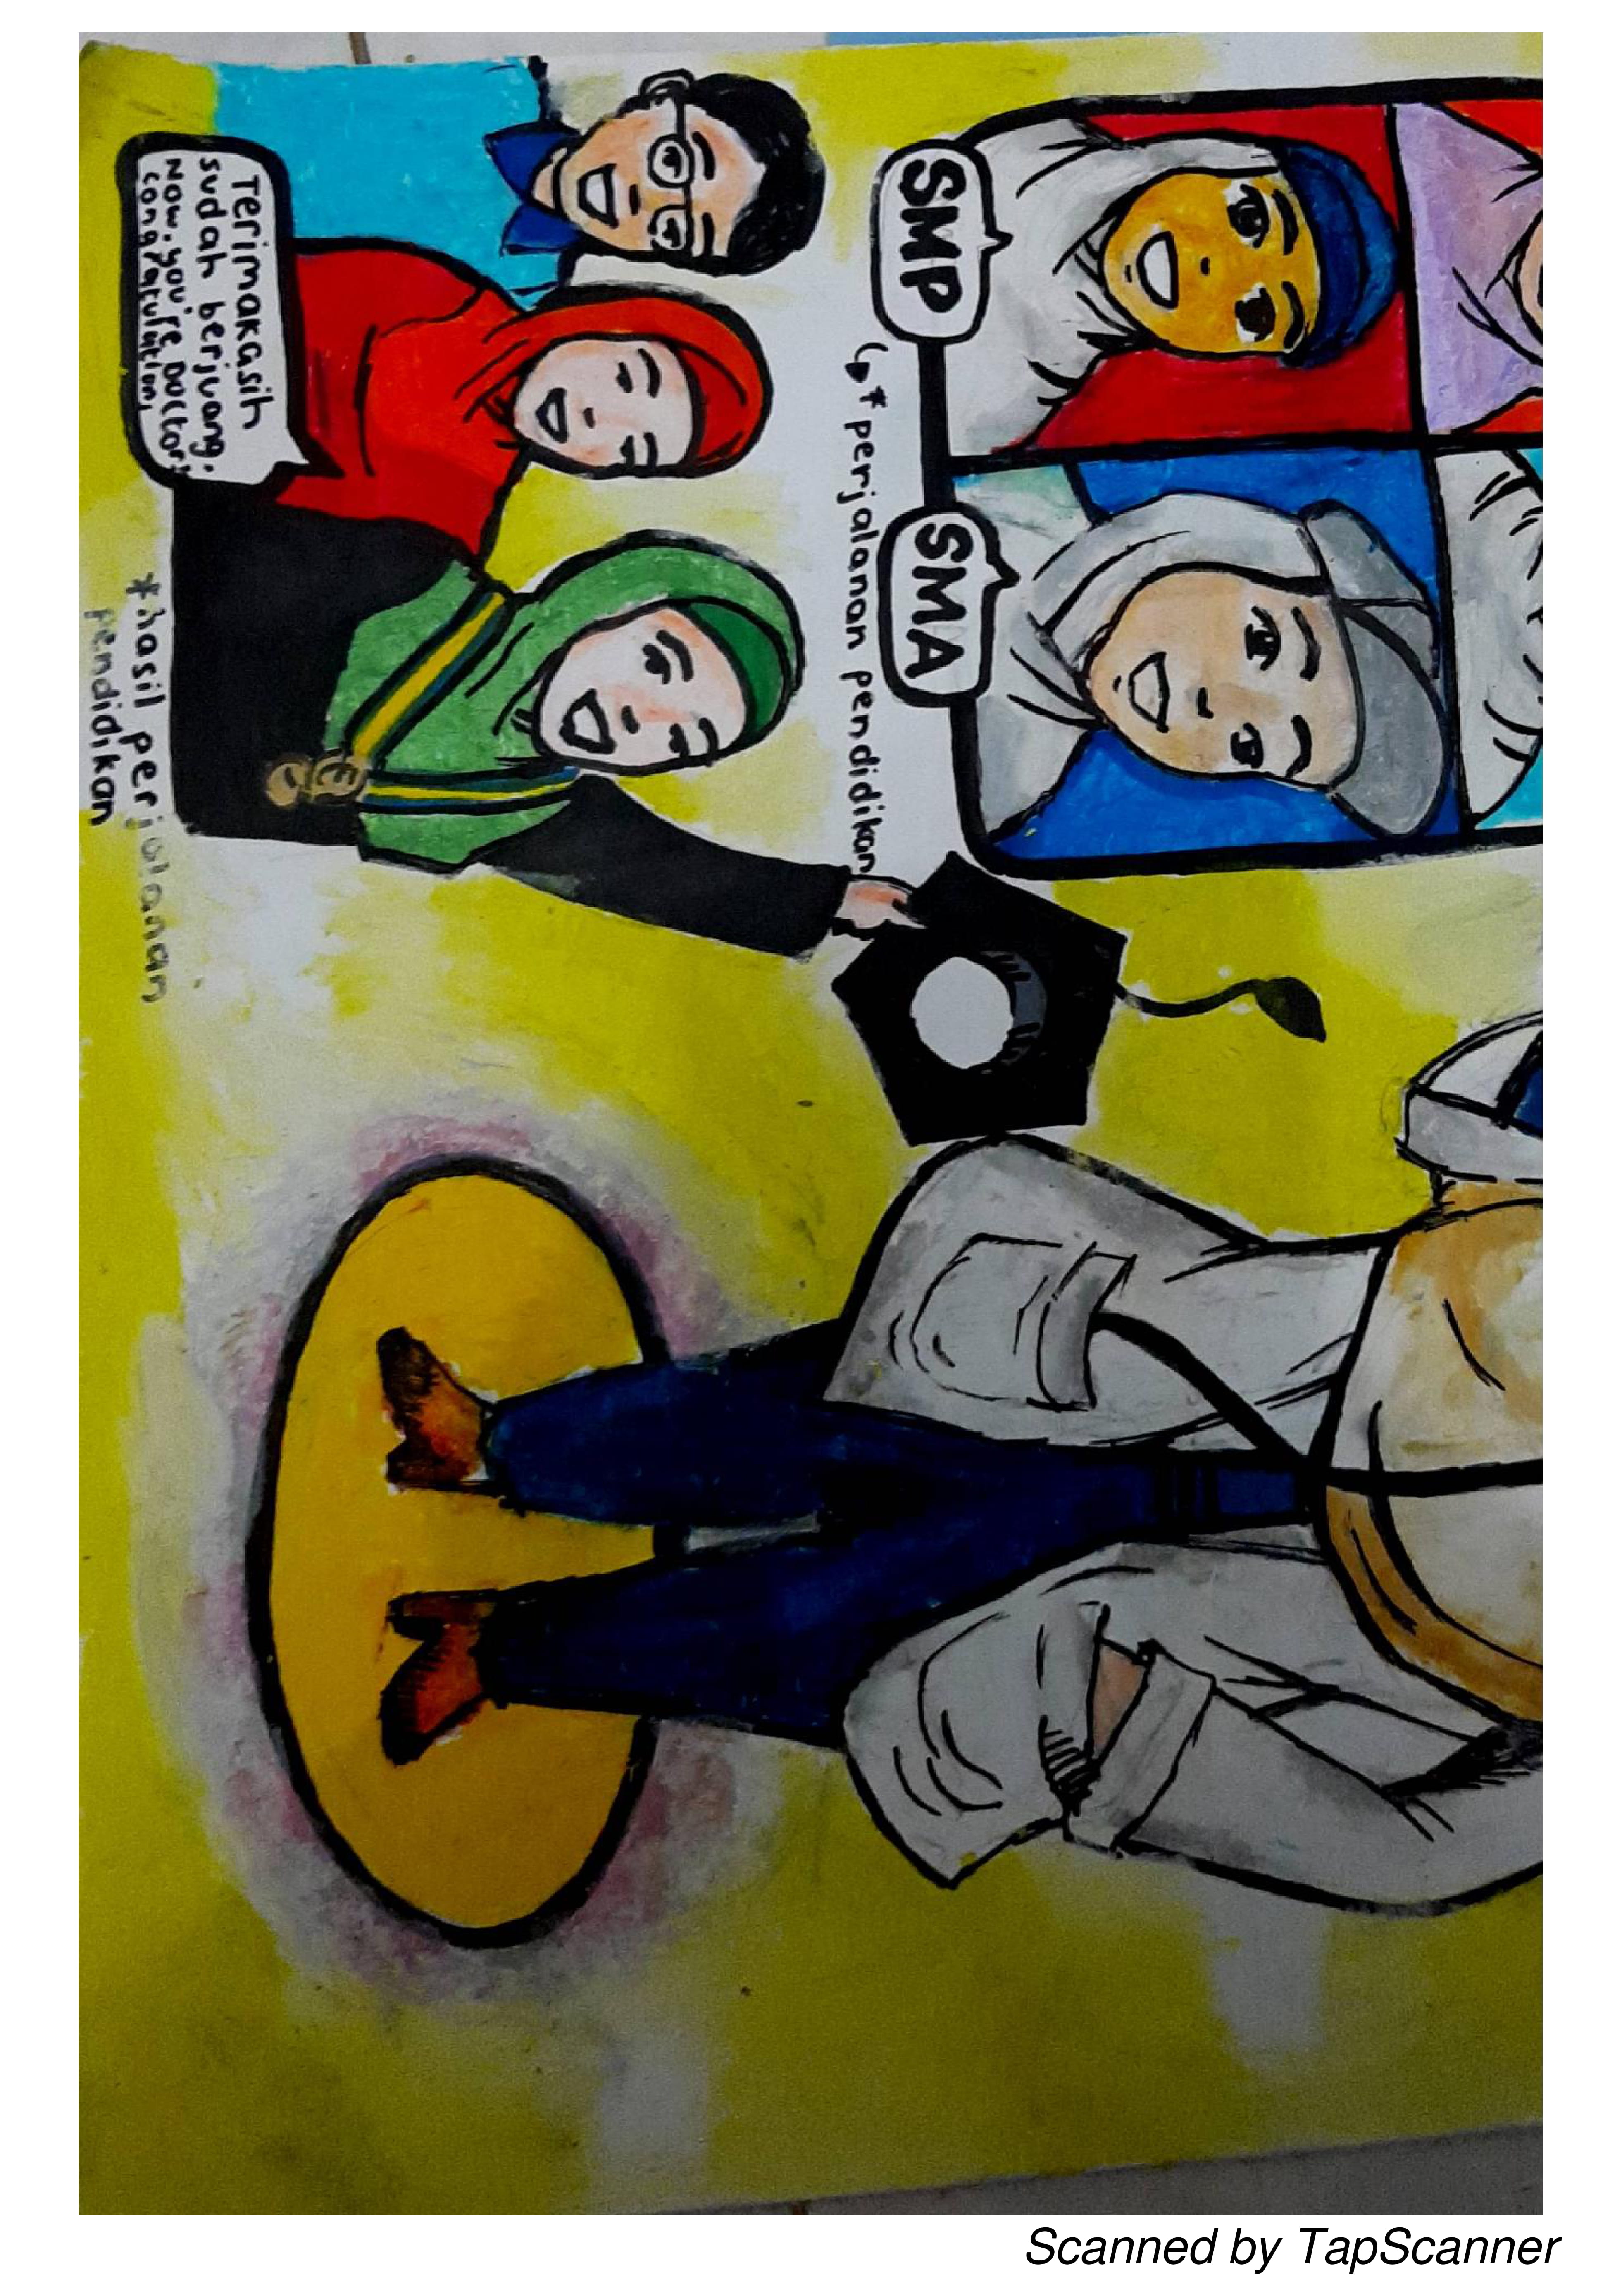 SMP
SMA
*perjalanan pendidikan
Terimakasih
sudah berjuang.
Now, you're Doctor,
congratulation,
*hasil perjalanan
pendidikan
Scanned by TapScanner